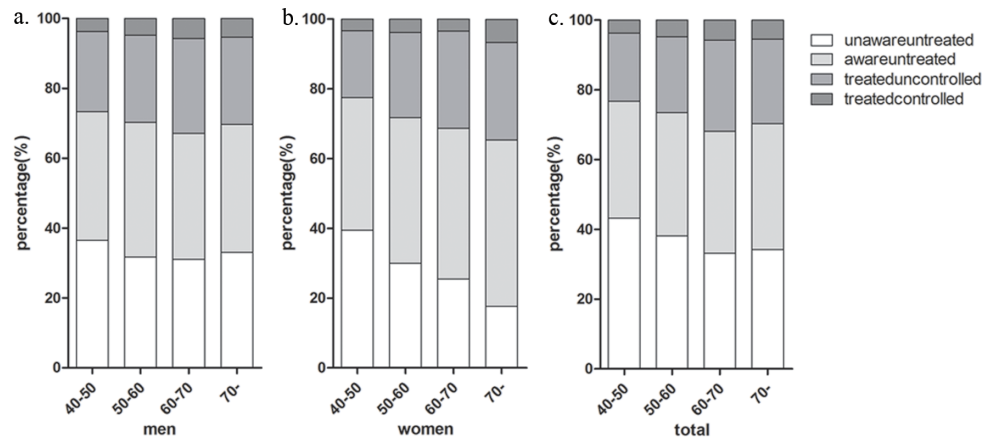 a.
percentage(%)
100
80
60
40
20
0
40-50
50-60
60-70
70-
men
b.
percentage(%)
100
80
60
40
20
0
40-50
50-60
60-70
70-
women
c.
percentage(%)
100
80
60
40
20
0
40-50
50-60
60-70
70-
total
unawareuntreated
awareuntreated
treateduncontrolled
treatedcontrolled